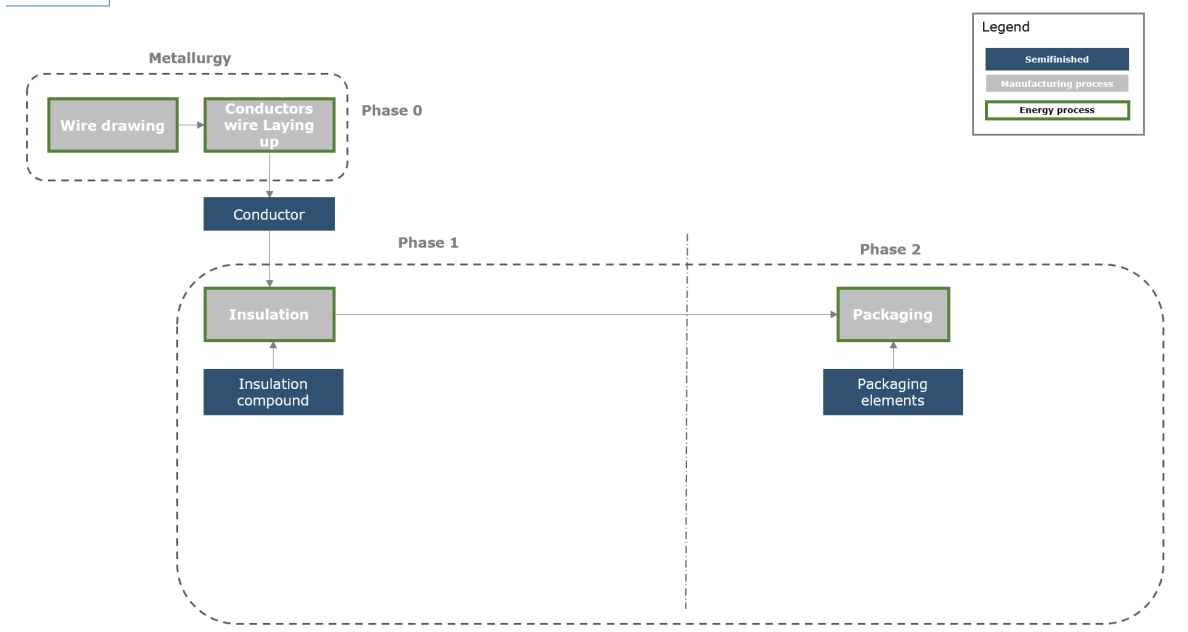 Legend
Semifinished
Manufacturing process
Energy process
Metallurgy
Phase 0
Wire drawing
Conductors
wire Laying
up
Conductor
Phase 1
Phase 2
Insulation
Packaging
Insulation
compound
Packaging
elements